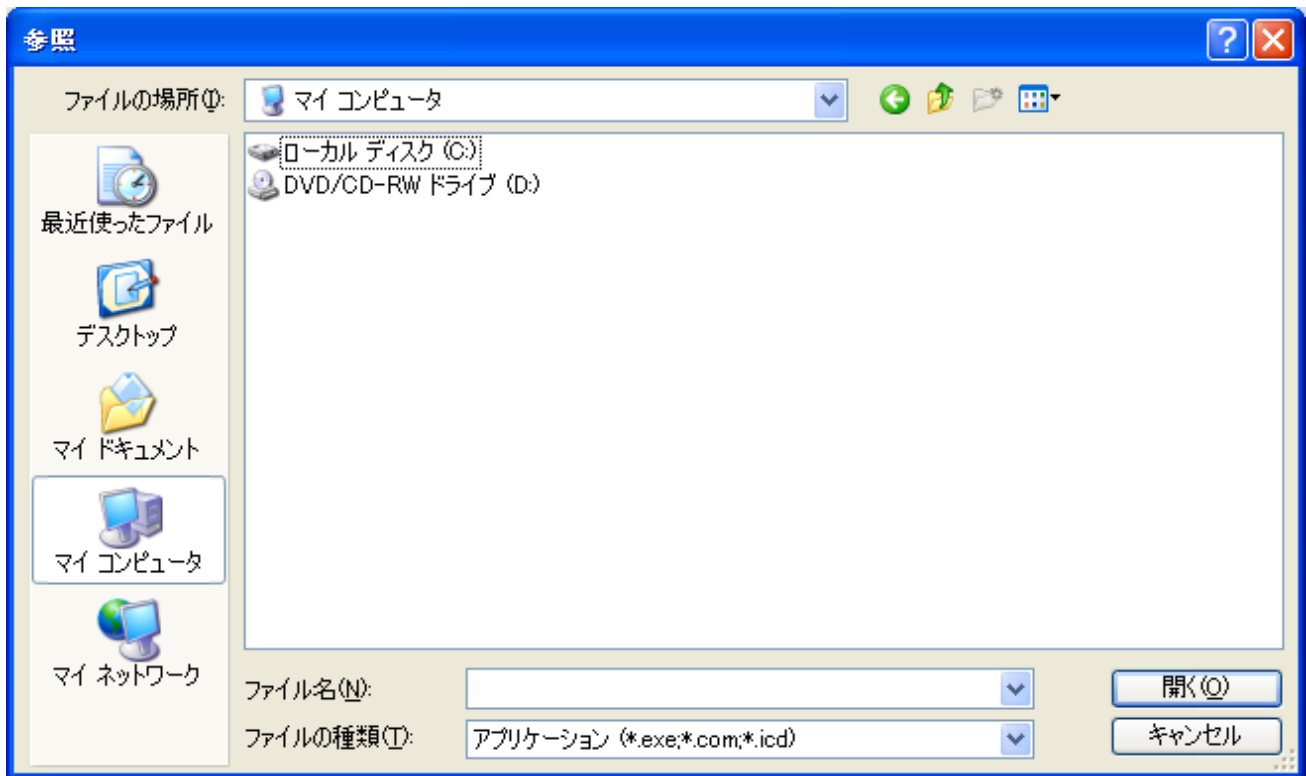 参照
ファイルの場所(I):
マイ コンピュータ
ローカル ディスク (C:)
DVD/CD-RW ドライブ (D:)
最近使ったファイル
デスクトップ
マイ ドキュメント
マイ コンピュータ
マイ ネットワーク
ファイル名(N):
開く(O)
ファイルの種類(T):
アプリケーション (*.exe;*.com;*.icd)
キャンセル